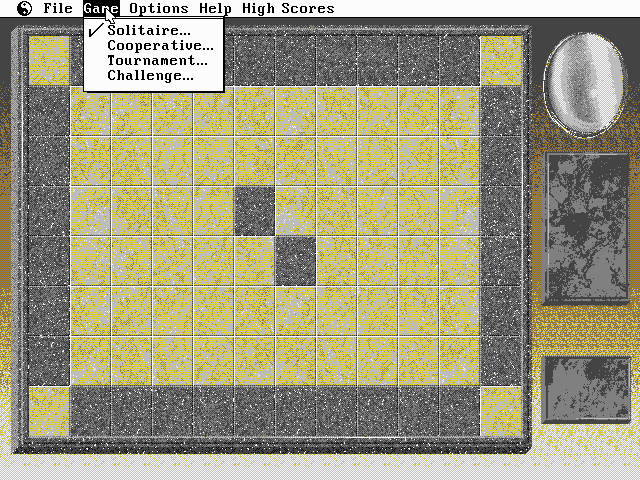 File Game Options Help High Scores
Solitaire...
Cooperative...
Tournament...
Challenge...